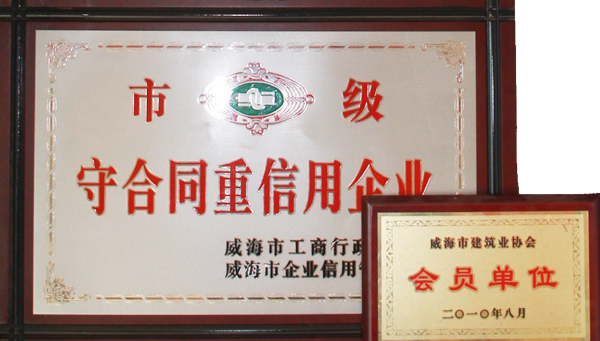 市 级
守合同重信用企业
威海市工商行政
威海市企业信用
威海市建筑业协会
会员单位
二〇一〇年八月